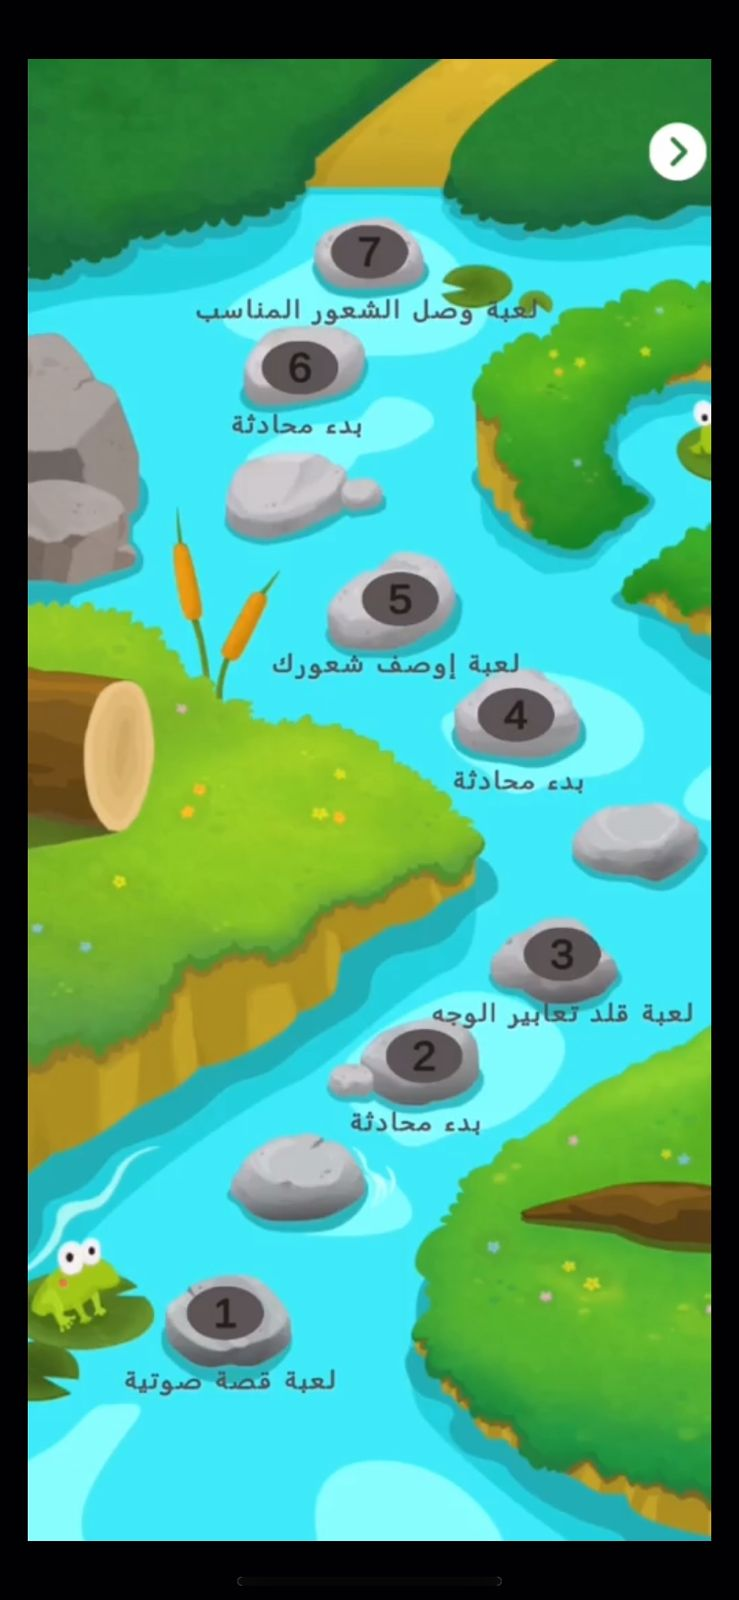 7
لعبة وصل الشعور المناسب
6
بدء محادثة
5
لعبة إوصف شعورك
4
بدء محادثة
3
لعبة قلد تعابير الوجه
2
بدء محادثة
1
لعبة قصة صوتية